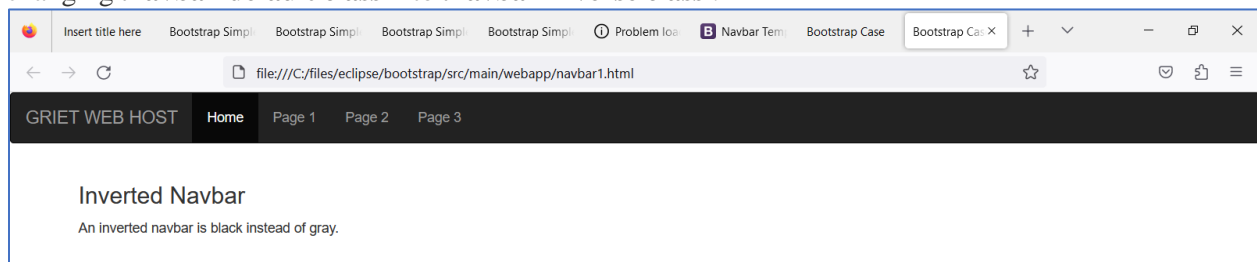 Insert title here Bootstrap Simpl Bootstrap Simpl Bootstrap Simpl Bootstrap Simpl Problem loa B Navbar Tem Bootstrap Case Bootstrap Cas
file:///C:/files/eclipse/bootstrap/src/main/webapp/navbar1.html
GRIET WEB HOST Home Page 1 Page 2 Page 3
Inverted Navbar
An inverted navbar is black instead of gray.